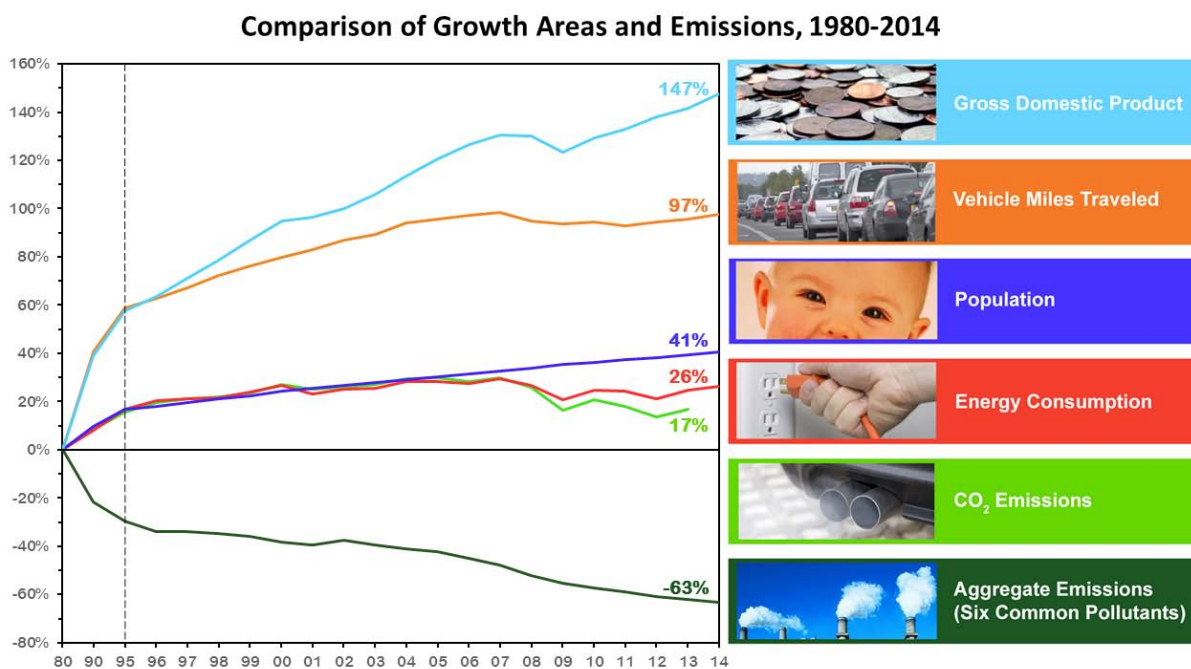 Comparison of Growth Areas and Emissions, 1980-2014
160%
140%
120%
100%
80%
60%
40%
20%
0%
-20%
-40%
-60%
-80%
147%
97%
41%
26%
17%
-63%
80 90 95 96 97 98 99 00 01 02 03 04 05 06 07 08 09 10 11 12 13 14
Gross Domestic Product
Vehicle Miles Traveled
Population
Energy Consumption
CO₂ Emissions
Aggregate Emissions
(Six Common Pollutants)